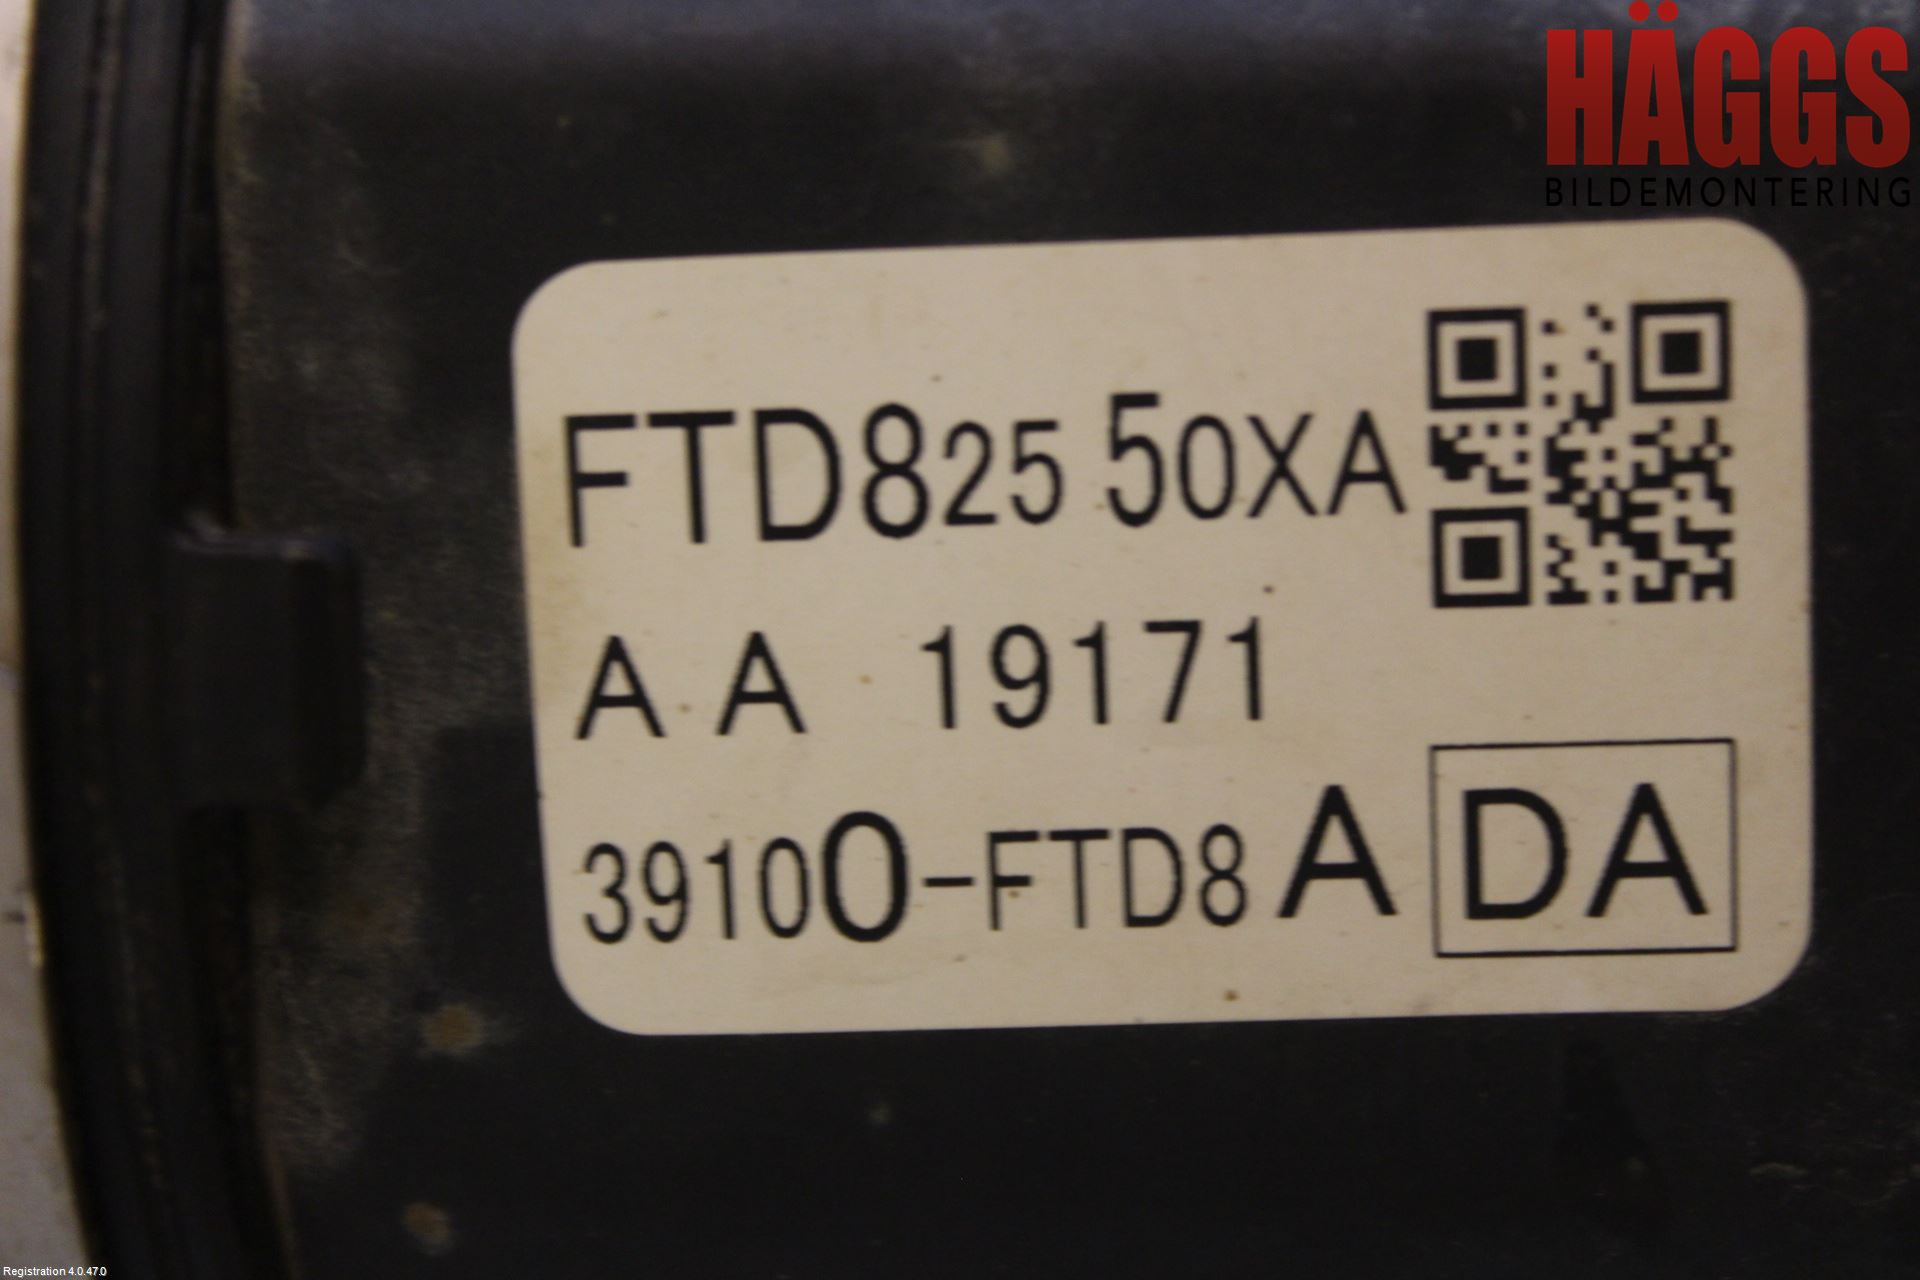 HÄGGS
BILDEMONTERING
FTD825 50XA
A A 19171
39100-FTD8 A DA
Registration 4.0.47.0